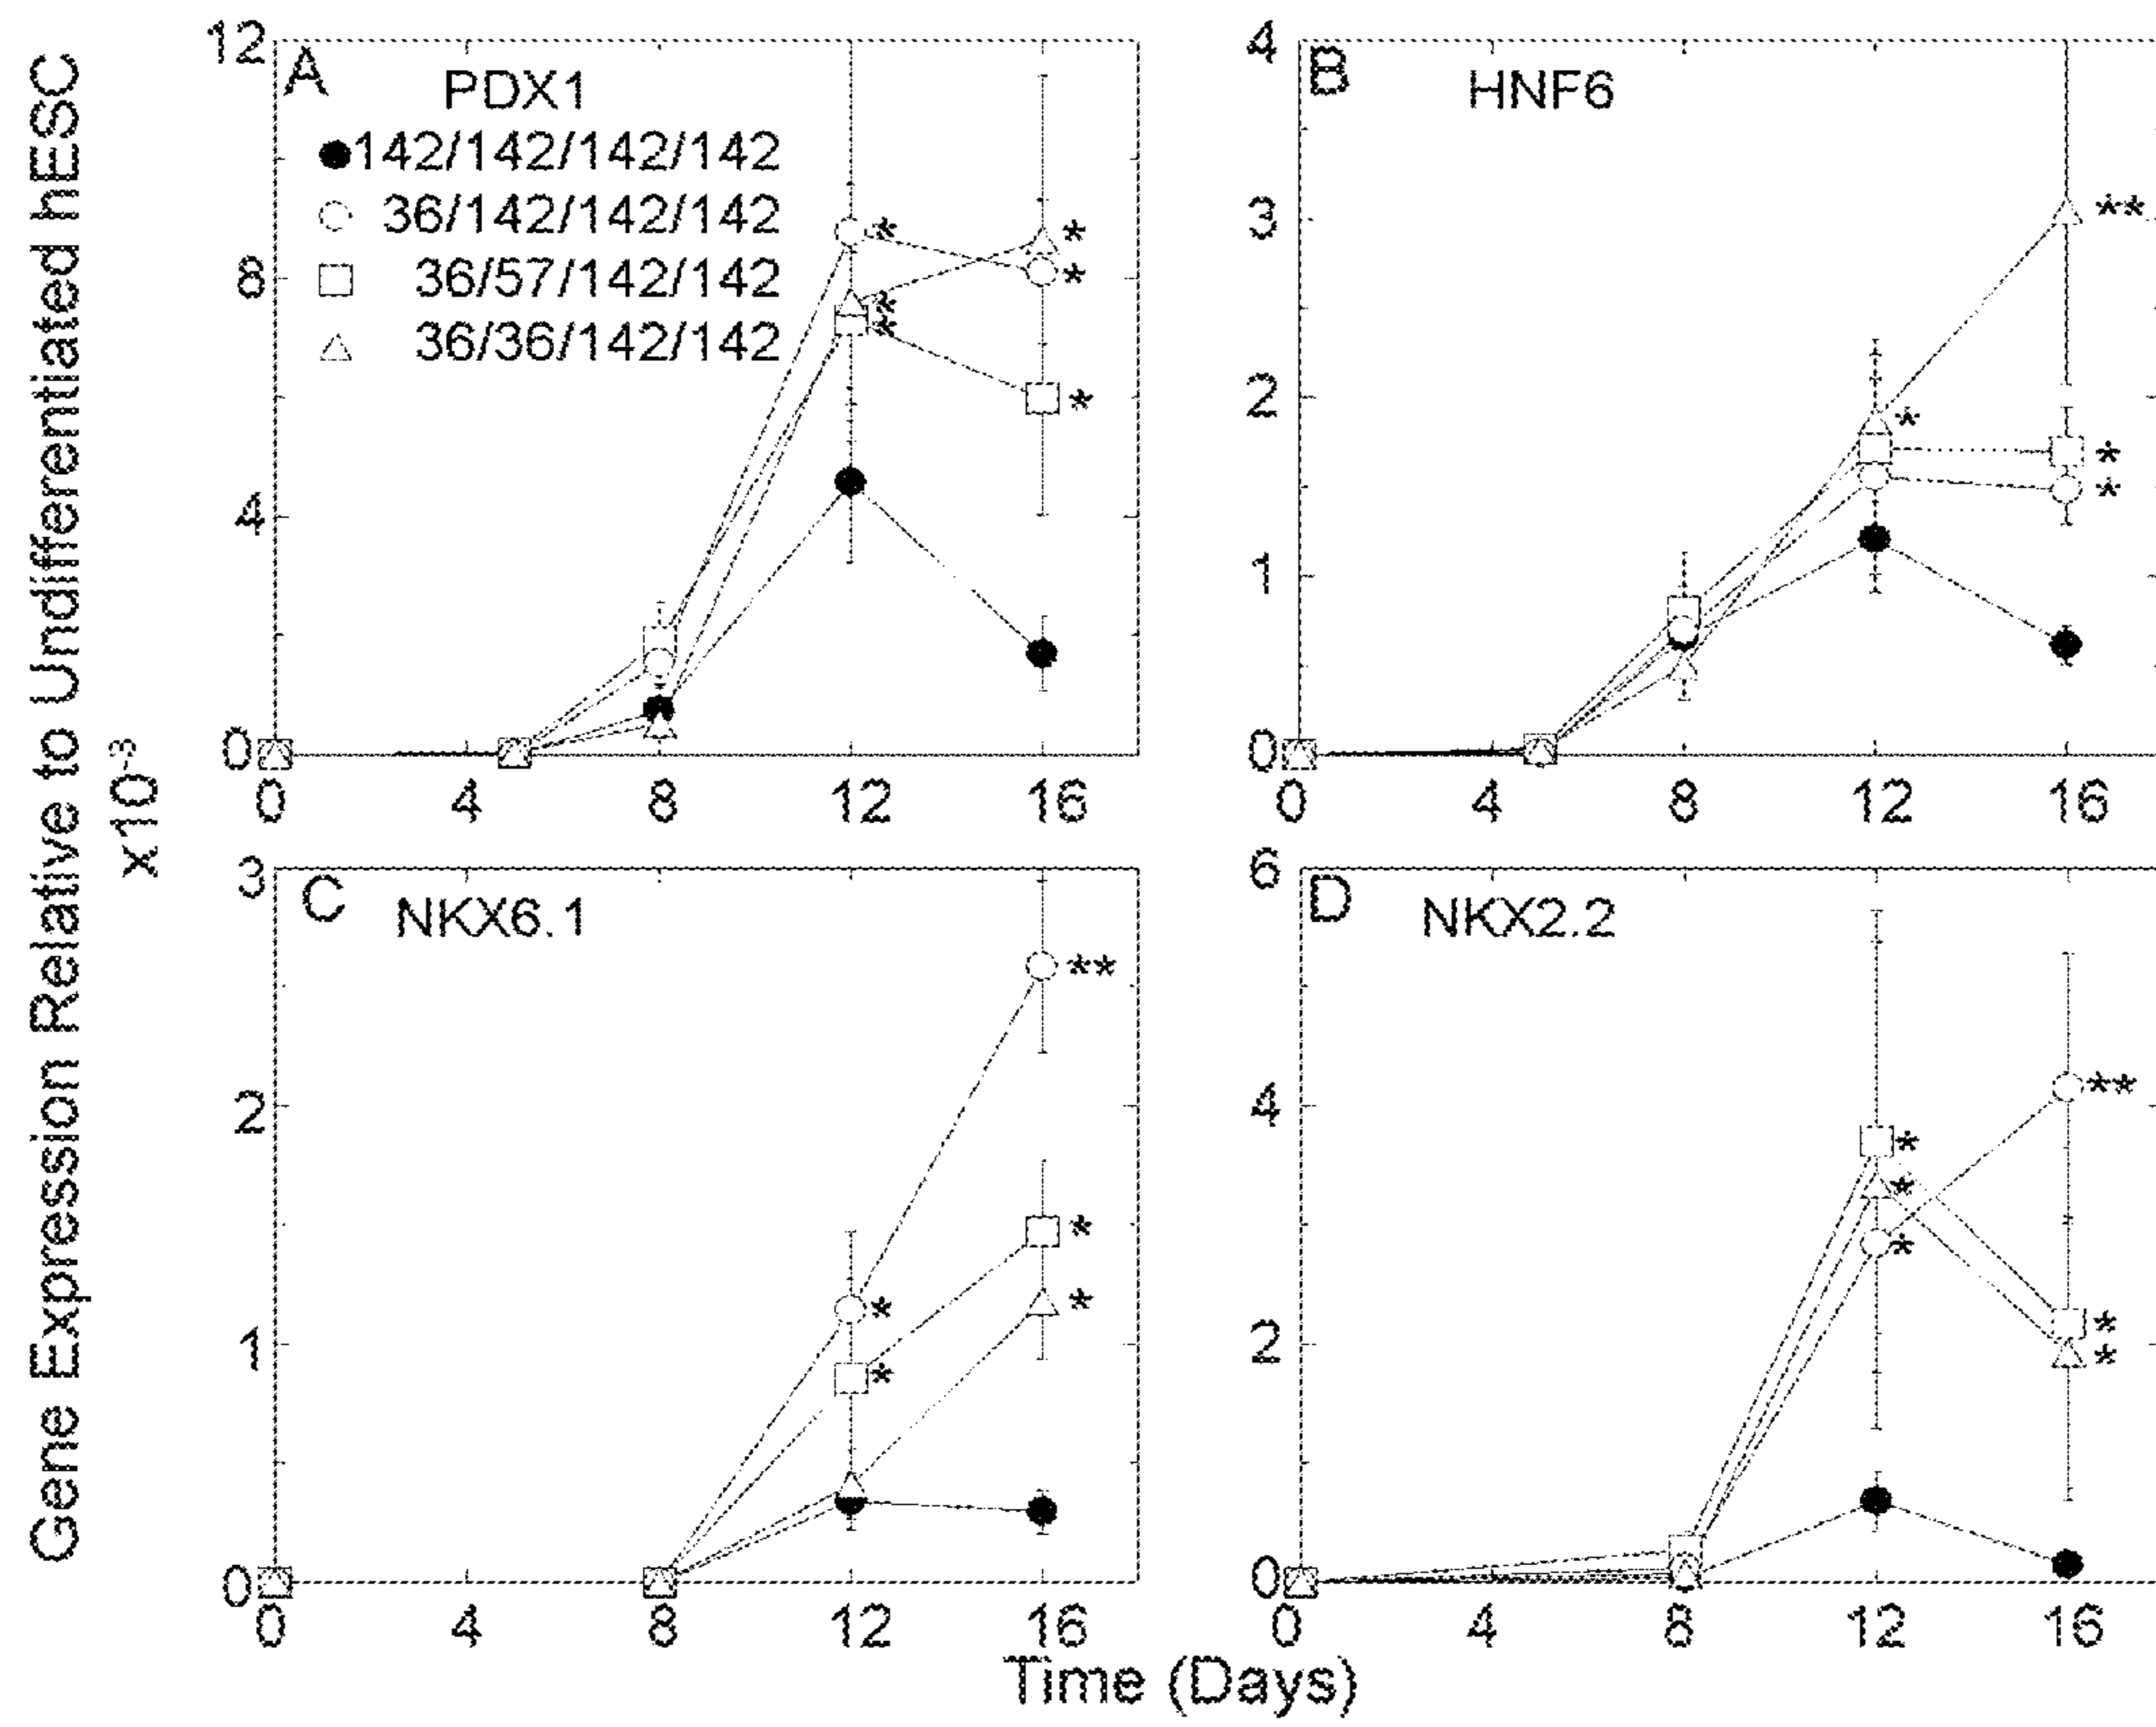 Gene Expression Relative to Undifferentiated hESC
x10⁻³
A
PDX1
142/142/142/142
36/142/142/142
36/57/142/142
36/36/142/142
12
8
4
0
0 4 8 12 16
*
*
*
*
*
*
B
HNF6
4
3
2
1
0
0 4 8 12 16
*
**
*
*
C
NKX6.1
3
2
1
0
0 4 8 12 16
*
*
**
*
*
D
NKX2.2
6
4
2
0
0 4 8 12 16
*
*
*
**
*
*
Time (Days)